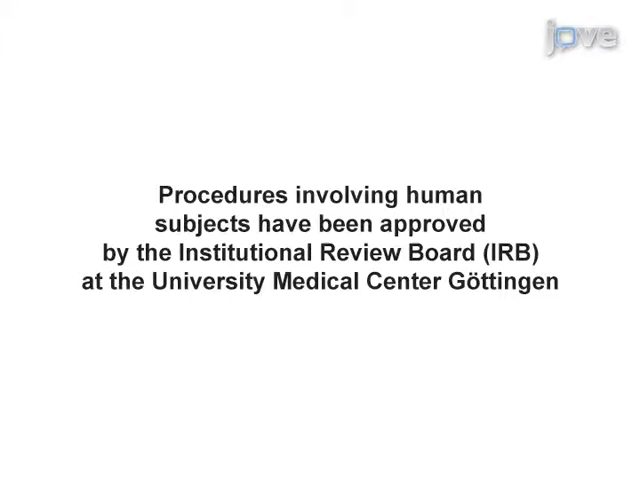 jove
Procedures involving human
subjects have been approved
by the Institutional Review Board (IRB)
at the University Medical Center Göttingen